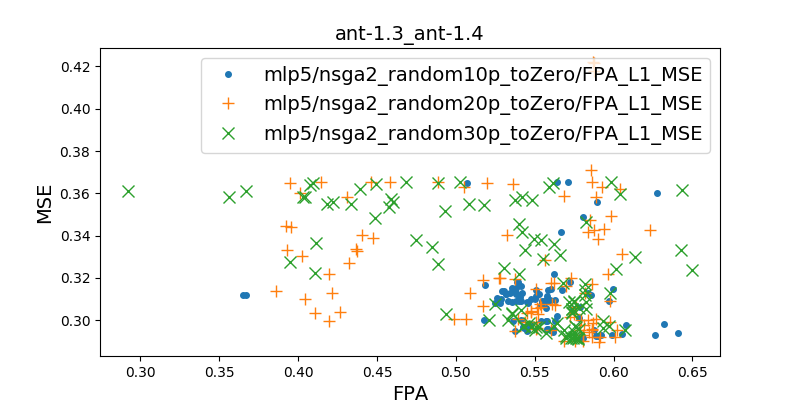 ant-1.3_ant-1.4
mlp5/nsga2_random10p_toZero/FPA_L1_MSE
mlp5/nsga2_random20p_toZero/FPA_L1_MSE
mlp5/nsga2_random30p_toZero/FPA_L1_MSE
MSE
0.42
0.40
0.38
0.36
0.34
0.32
0.30
0.30 0.35 0.40 0.45 0.50 0.55 0.60 0.65
FPA